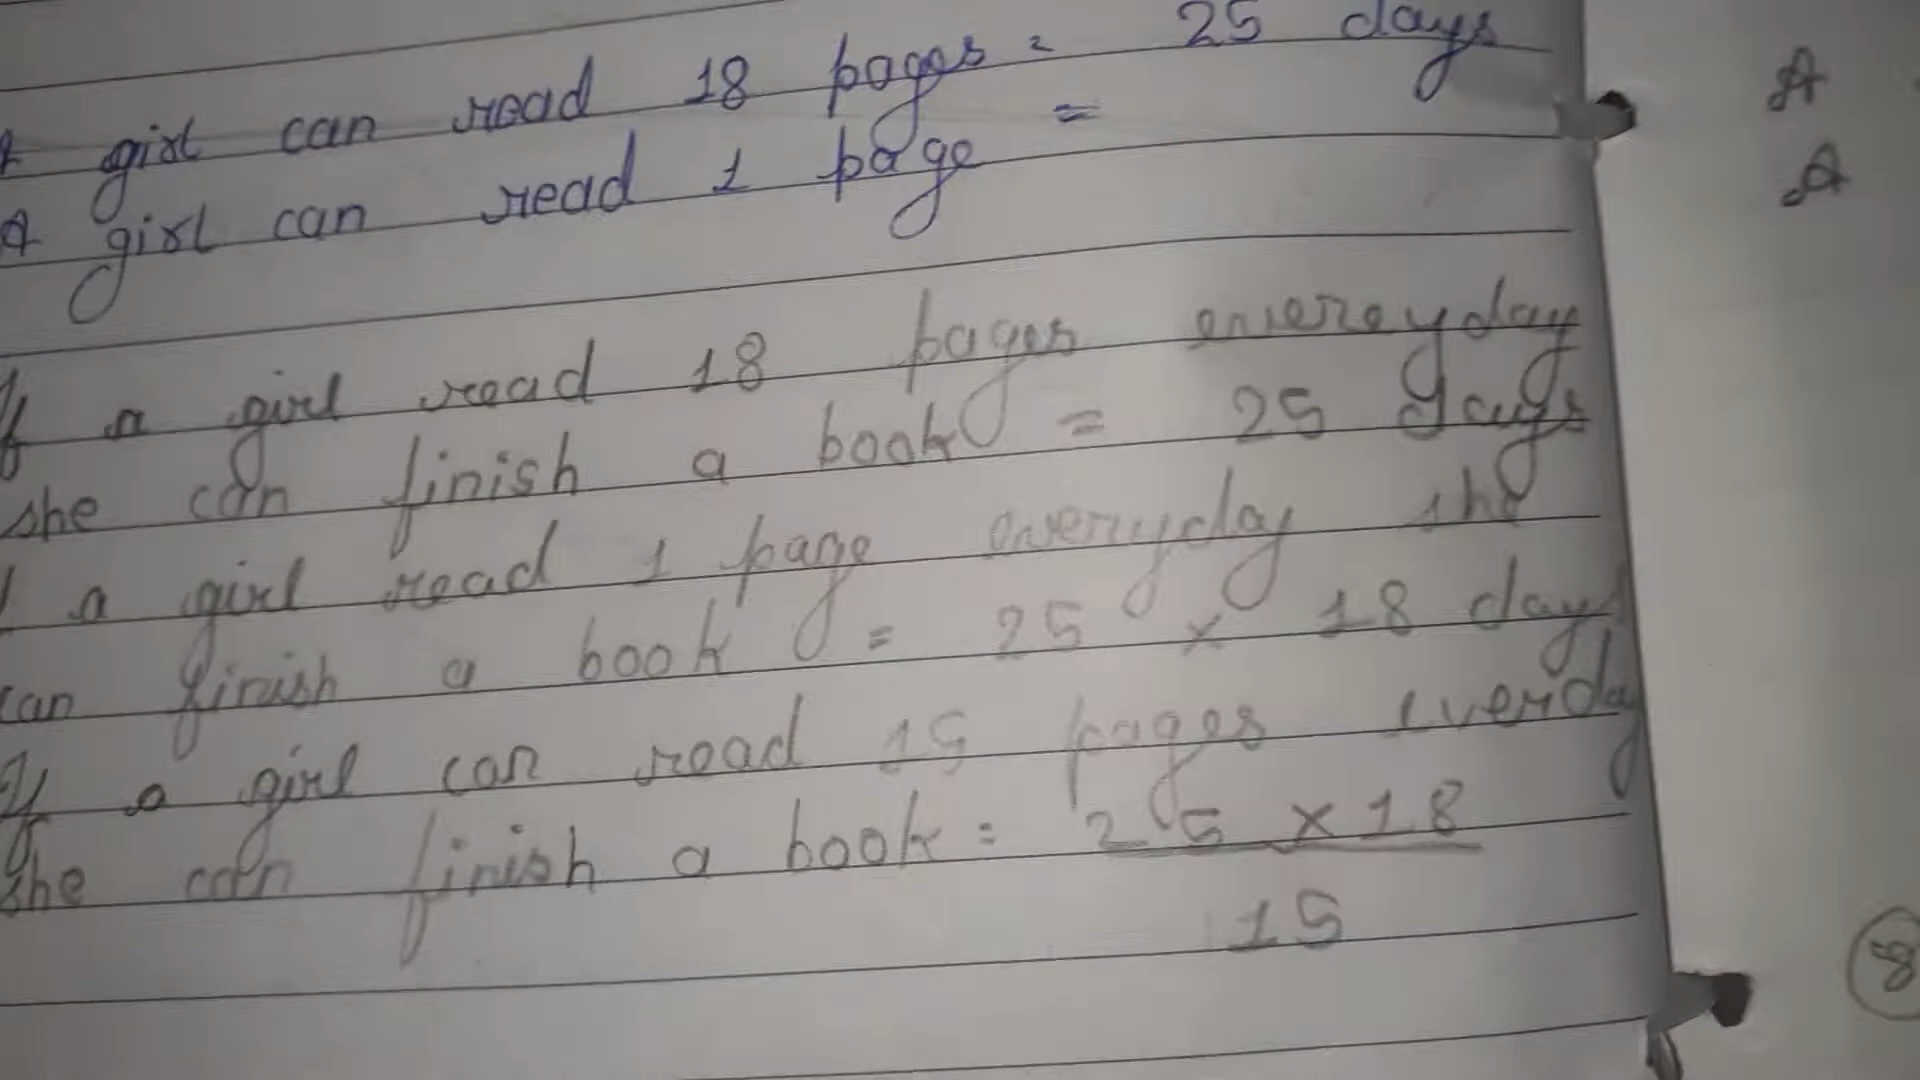 A girl can read 18 pages = 25 days
A girl can read 1 page =
If a girl read 18 pages everyday
she can finish a book = 25 days
a girl read 1 page everyday she
can finish a book = 25 x 18 days
If a girl can read 15 pages everday
She can finish a book = 25 x 18
15
A
A
8